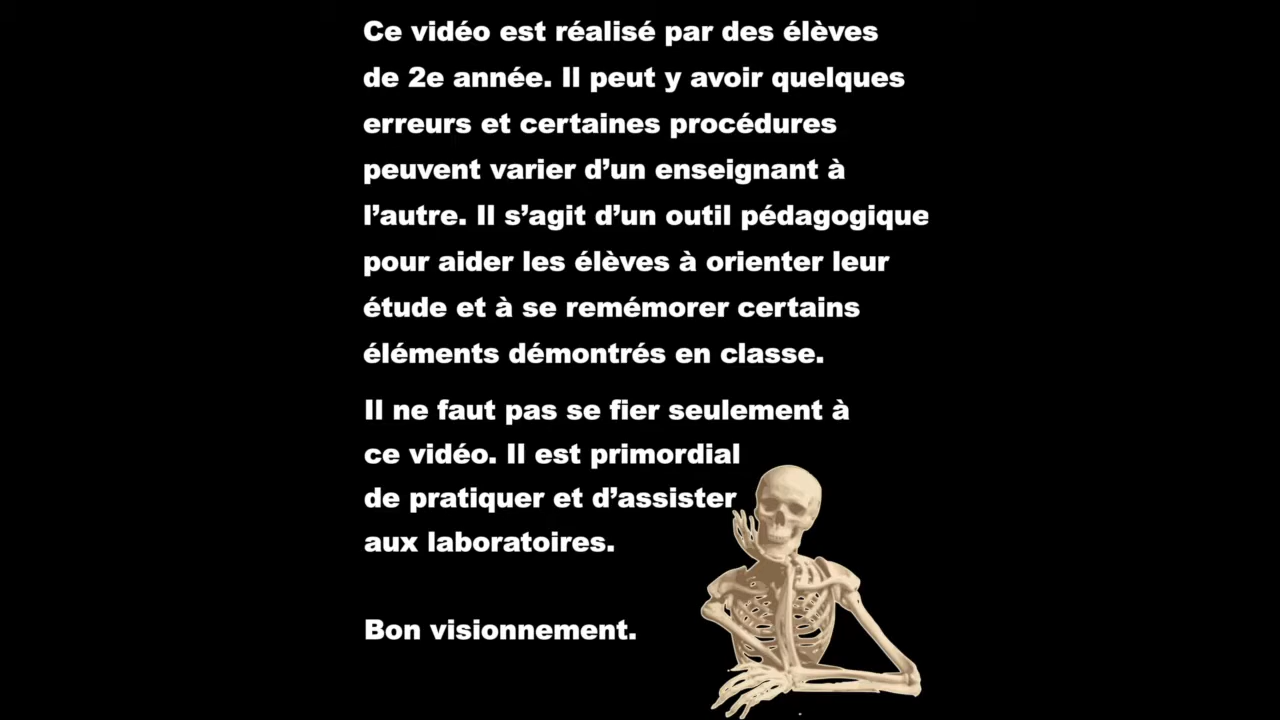 Ce vidéo est réalisé par des élèves
de 2e année. Il peut y avoir quelques
erreurs et certaines procédures
peuvent varier d’un enseignant à
l’autre. Il s’agit d’un outil pédagogique
pour aider les élèves à orienter leur
étude et à se remémorer certains
éléments démontrés en classe.
Il ne faut pas se fier seulement à
ce vidéo. Il est primordial
de pratiquer et d’assister
aux laboratoires.
Bon visionnement.